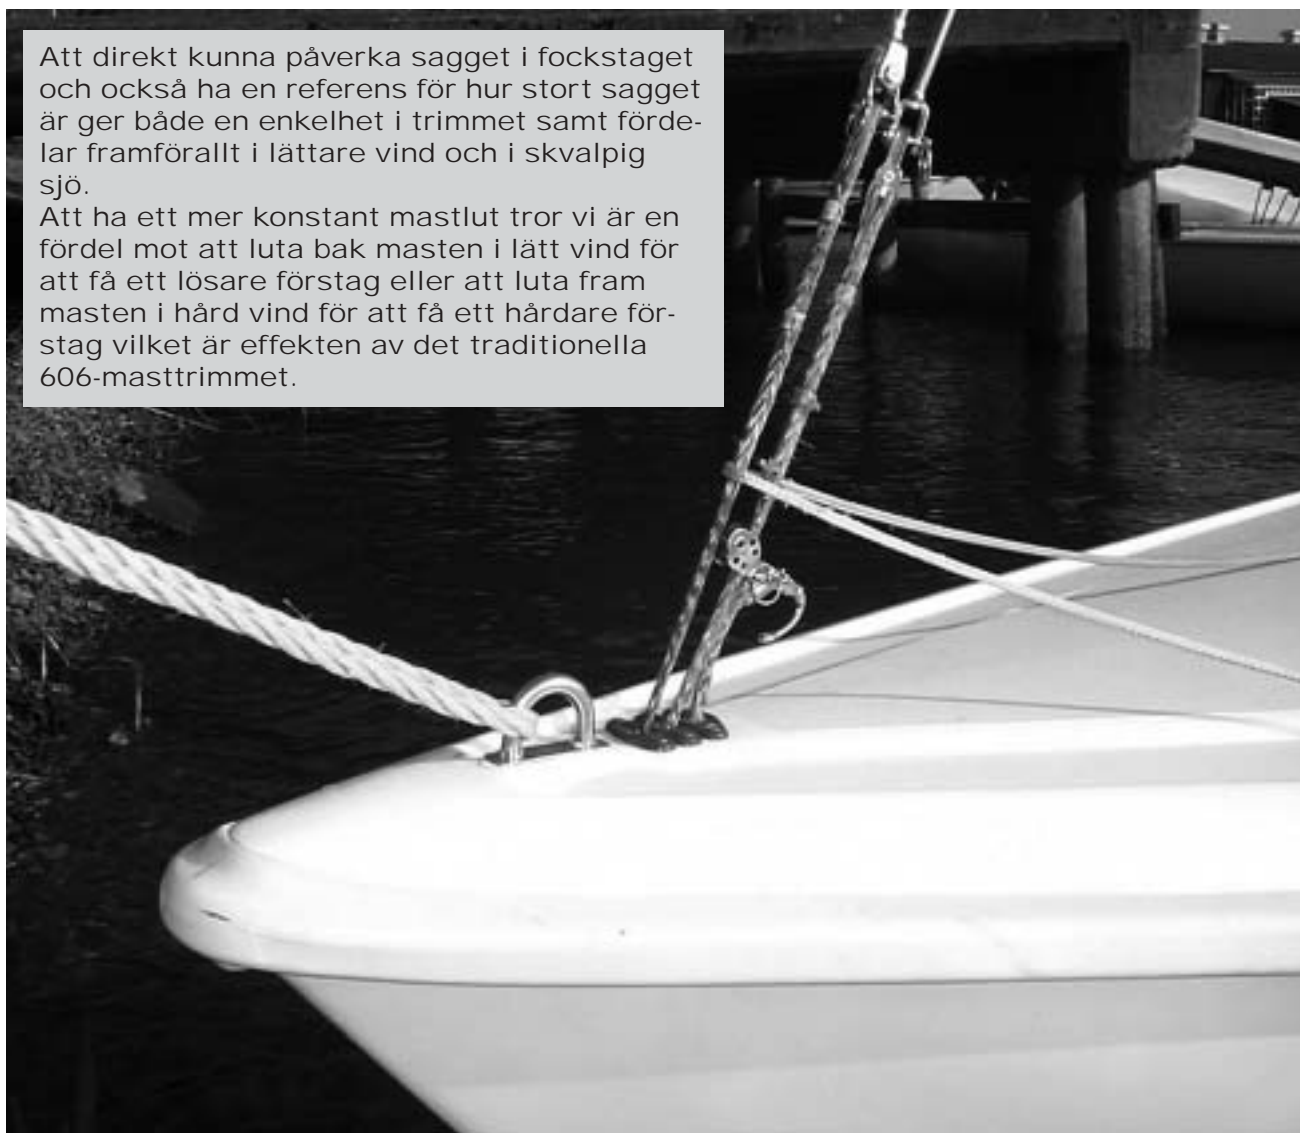 Att direkt kunna påverka sagget i fockstaget
och också ha en referens för hur stort sagget
är ger både en enkelhet i trimmet samt förde-
lar framförallt i lättare vind och i skvalpig
sjö.
Att ha ett mer konstant mastlut tror vi är en
fördel mot att luta bak masten i lätt vind för
att få ett lösare förstag eller att luta fram
masten i hård vind för att få ett hårdare för-
stag vilket är effekten av det traditionella
606-masttrimmet.